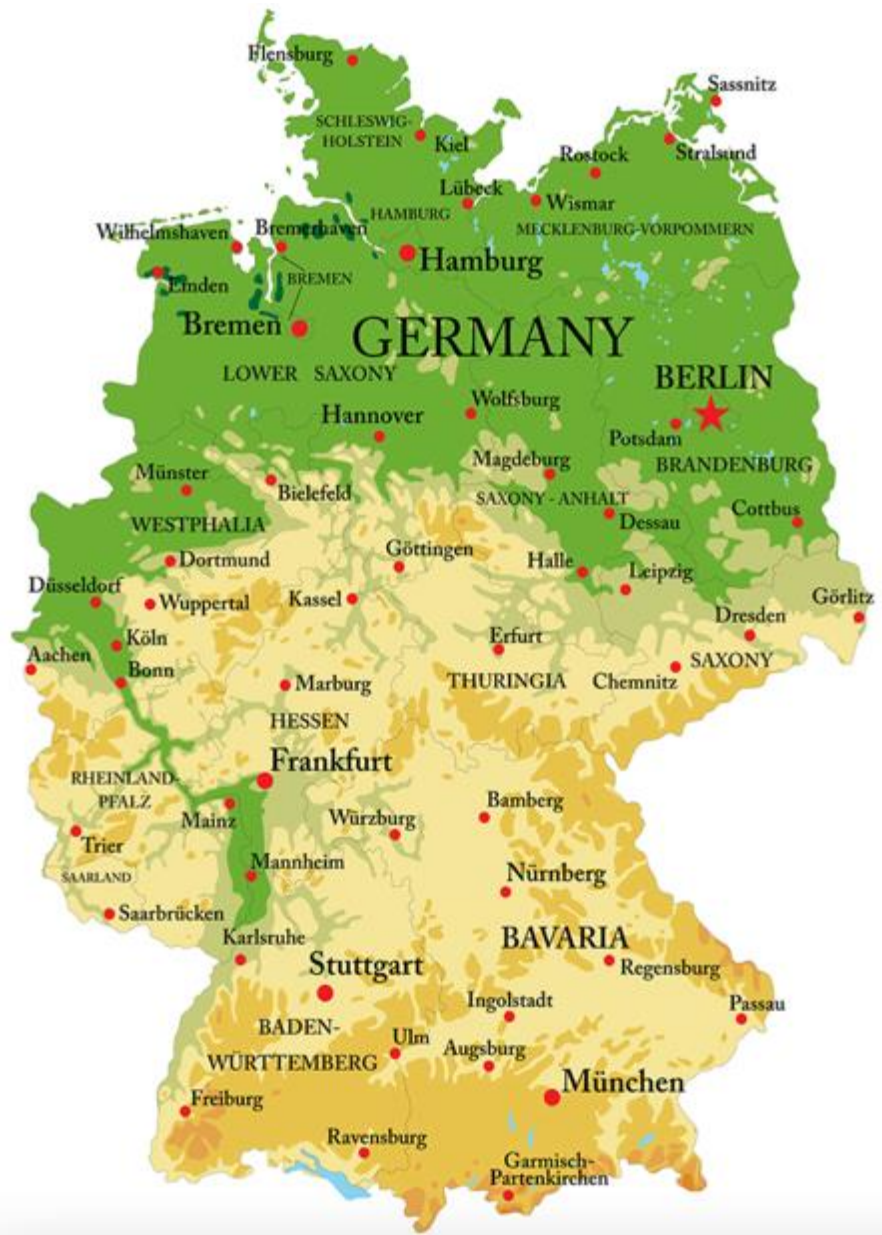 Flensburg
Sassnitz
SCHLESWIG-
HOLSTEIN
Kiel
Rostock
Stralsund
Lübeck
Wismar
HAMBURG
MECKLENBURG-VORPOMMERN
Wilhelmshaven
Bremerhaven
Hamburg
Emden
BREMEN
Bremen
GERMANY
LOWER SAXONY
BERLIN
Wolfsburg
Hannover
Potsdam
Magdeburg
BRANDENBURG
Münster
Bielefeld
SAXONY - ANHALT
Cottbus
WESTPHALIA
Dessau
Göttingen
Dortmund
Halle
Leipzig
Düsseldorf
Wuppertal
Kassel
Görlitz
Dresden
Köln
Erfurt
Aachen
SAXONY
Bonn
THURINGIA
Chemnitz
Marburg
HESSEN
Frankfurt
RHEINLAND-
PFALZ
Bamberg
Mainz
Würzburg
Trier
Mannheim
Nürnberg
SAARLAND
Saarbrücken
Karlsruhe
BAVARIA
Stuttgart
Regensburg
Ingolstadt
Passau
BADEN-
WÜRTTEMBERG
Ulm
Augsburg
München
Freiburg
Ravensburg
Garmisch-
Partenkirchen